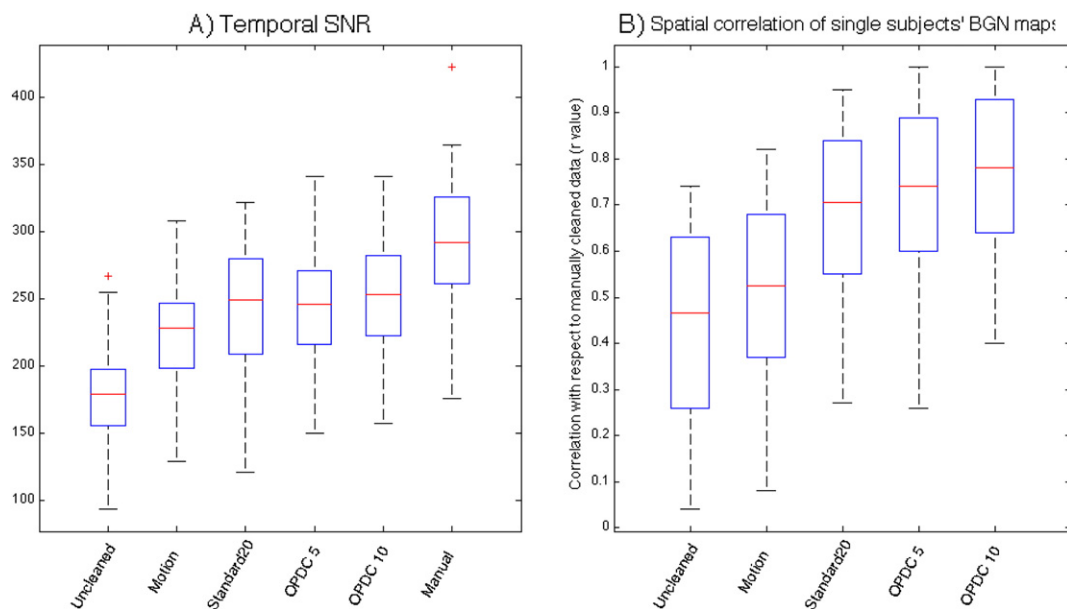 A) Temporal SNR
400
350
300
250
200
150
100
Uncleaned
Motion
Standard20
OPDC 5
OPDC 10
Manual
B) Spatial correlation of single subjects' BGN maps
Correlation with respect to manually cleaned data (r value)
1
0.9
0.8
0.7
0.6
0.5
0.4
0.3
0.2
0.1
0
Uncleaned
Motion
Standard20
OPDC 5
OPDC 10